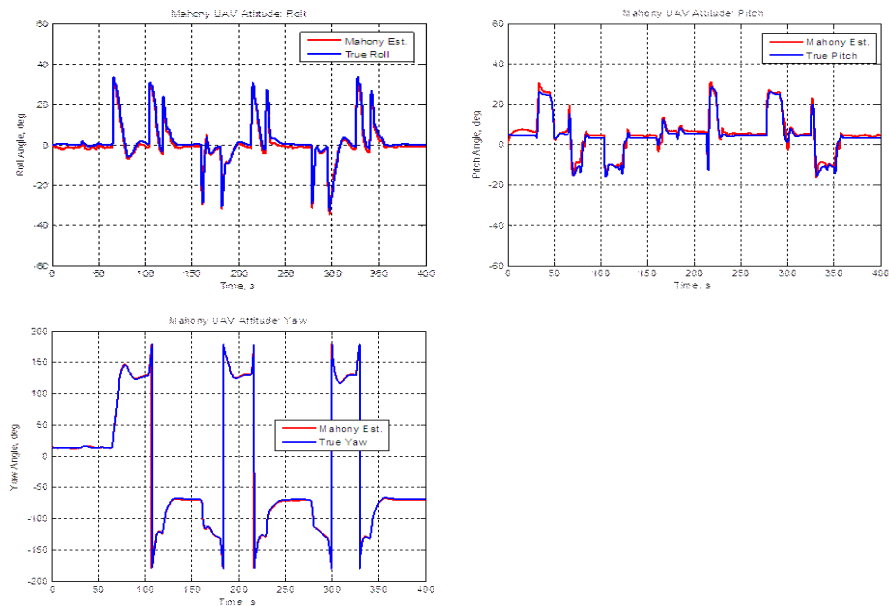 Mahony UAV Attitude: Roll
60
40
20
0
-20
-40
-60
Roll Angle, deg
Mahony Est.
True Roll
0 50 100 150 200 250 300 350 400
Time, s
Mahony UAV Attitude: Pitch
60
40
20
0
-20
-40
-60
Pitch Angle, deg
Mahony Est.
True Pitch
0 50 100 150 200 250 300 350 400
Time, s
Mahony UAV Attitude: Yaw
200
150
100
50
0
-50
-100
-150
-200
Yaw Angle, deg
Mahony Est.
True Yaw
0 50 100 150 200 250 300 350 400
Time, s